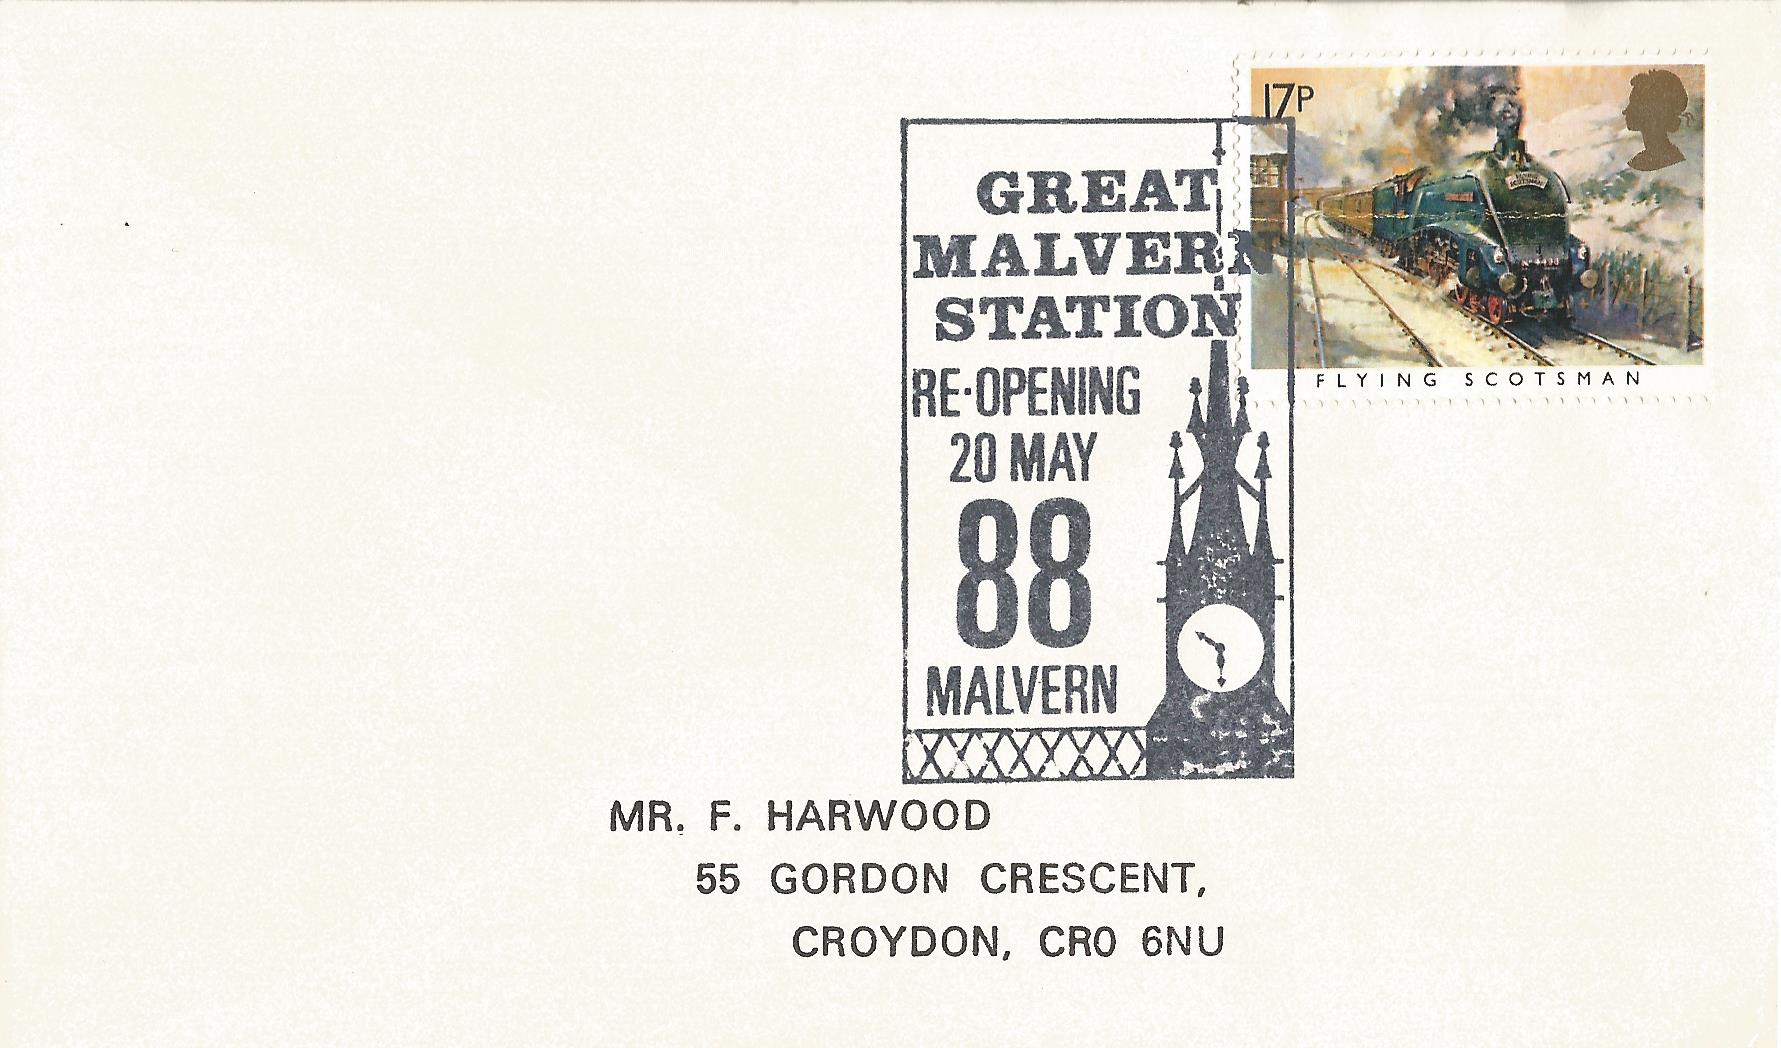 17P
FLYING SCOTSMAN
GREAT
MALVERN
STATION
RE-OPENING
20 MAY
88
MALVERN
MR. F. HARWOOD
55 GORDON CRESCENT,
CROYDON, CR0 6NU